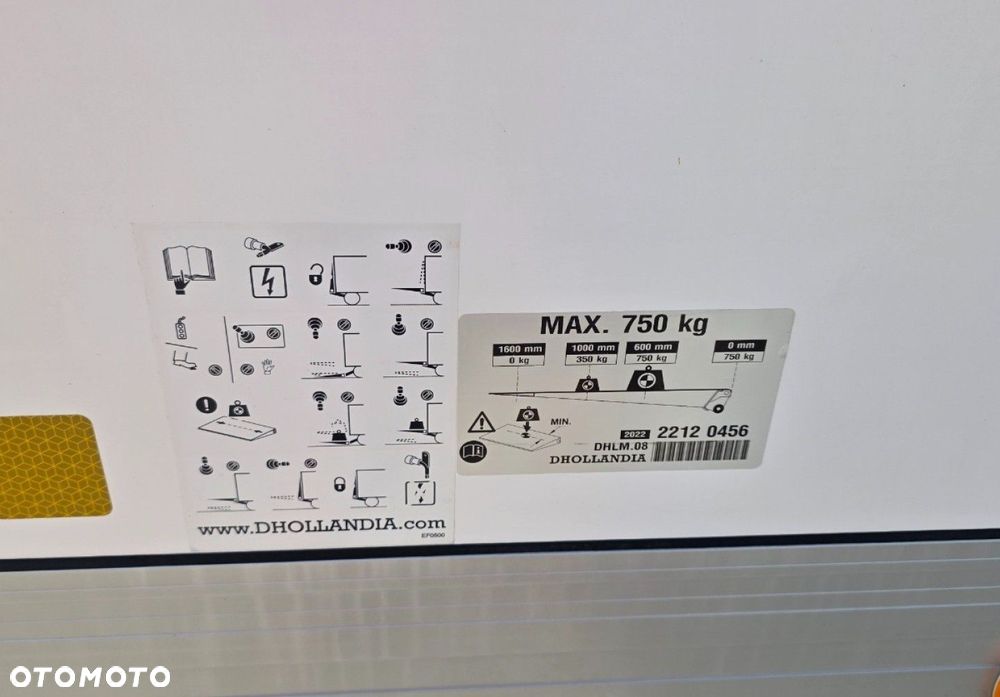 www.DHOLLANDIA.com
EF0500
MAX. 750 kg
1600 mm
0 kg
1000 mm
350 kg
600 mm
750 kg
0 mm
750 kg
MIN.
2022 2212 0456
DHLM.08
DHOLLANDIA
OTOMOTO